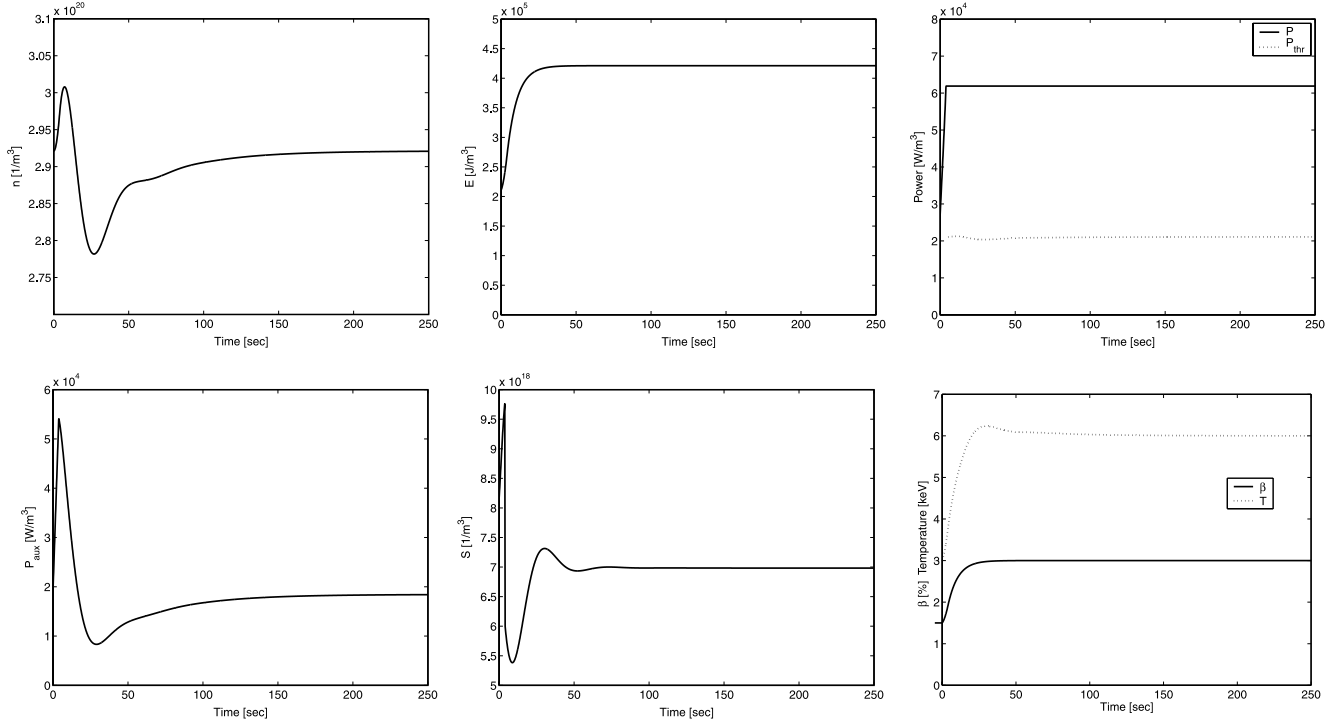 x 10^20
3.1
3.05
3
2.95
2.9
2.85
2.8
2.75
n [1/m^3]
0 50 100 150 200 250
Time [sec]
x 10^5
5
4.5
4
3.5
3
2.5
2
1.5
1
0.5
0
E [J/m^3]
0 50 100 150 200 250
Time [sec]
x 10^4
8
7
6
5
4
3
2
1
0
Power [W/m^3]
P
P_thr
0 50 100 150 200 250
Time [sec]
x 10^4
6
5
4
3
2
1
0
P_aux [W/m^3]
0 50 100 150 200 250
Time [sec]
x 10^18
10
9.5
9
8.5
8
7.5
7
6.5
6
5.5
5
S [1/m^3]
0 50 100 150 200 250
Time [sec]
7
6
5
4
3
2
1
0
β [%] Temperature [keV]
β
T
0 50 100 150 200 250
Time [sec]